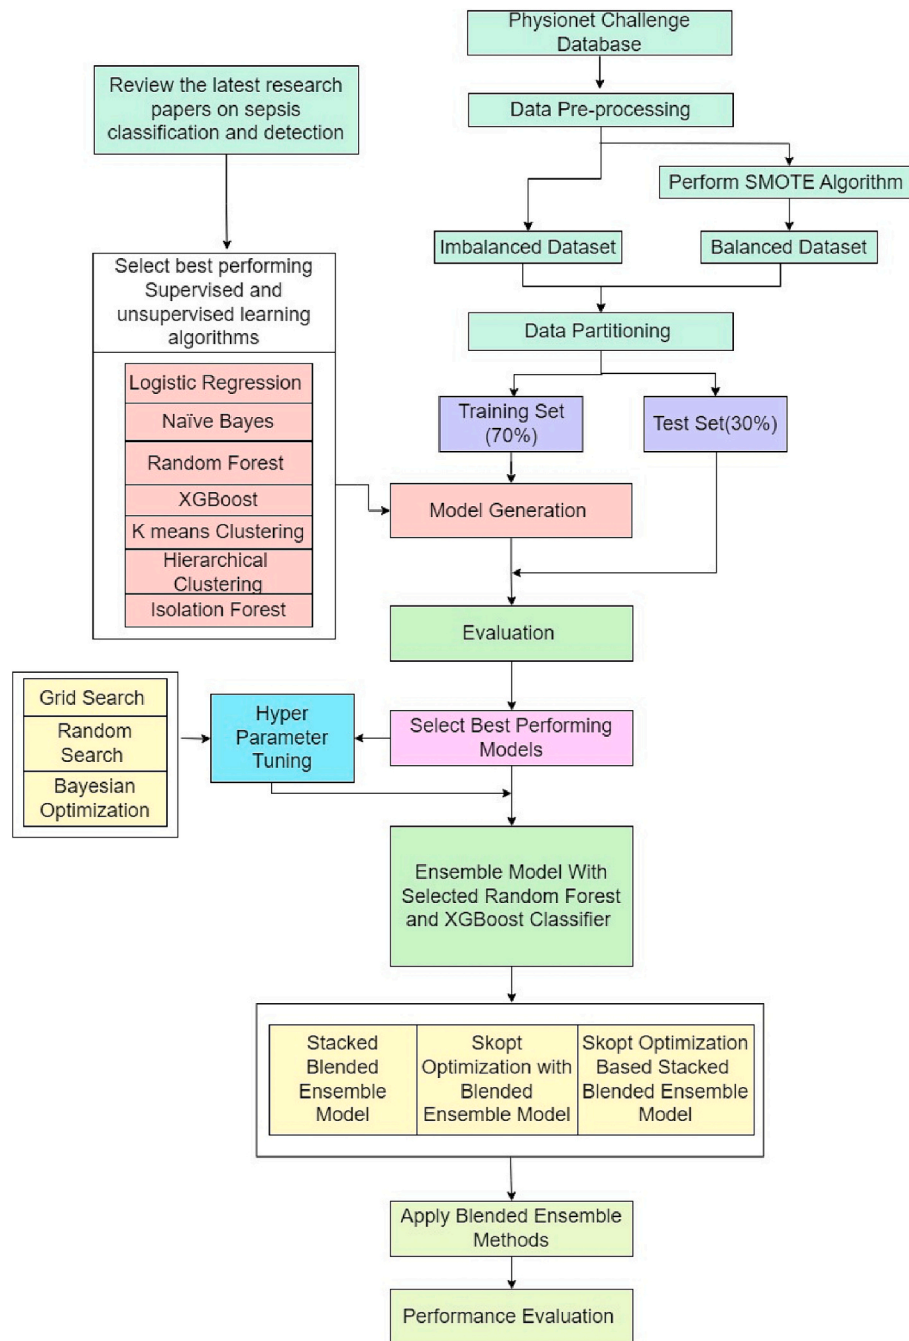 Physionet Challenge
Database
Review the latest research
papers on sepsis
classification and detection
Data Pre-processing
Perform SMOTE Algorithm
Imbalanced Dataset
Balanced Dataset
Select best performing
Supervised and
unsupervised learning
algorithms
Data Partitioning
Logistic Regression
Naïve Bayes
Random Forest
XGBoost
K means Clustering
Hierarchical
Clustering
Isolation Forest
Training Set
(70%)
Test Set(30%)
Model Generation
Evaluation
Grid Search
Random
Search
Bayesian
Optimization
Hyper
Parameter
Tuning
Select Best Performing
Models
Ensemble Model With
Selected Random Forest
and XGBoost Classifier
Stacked
Blended
Ensemble
Model
Skopt
Optimization with
Blended
Ensemble Model
Skopt Optimization
Based Stacked
Blended Ensemble
Model
Apply Blended Ensemble
Methods
Performance Evaluation